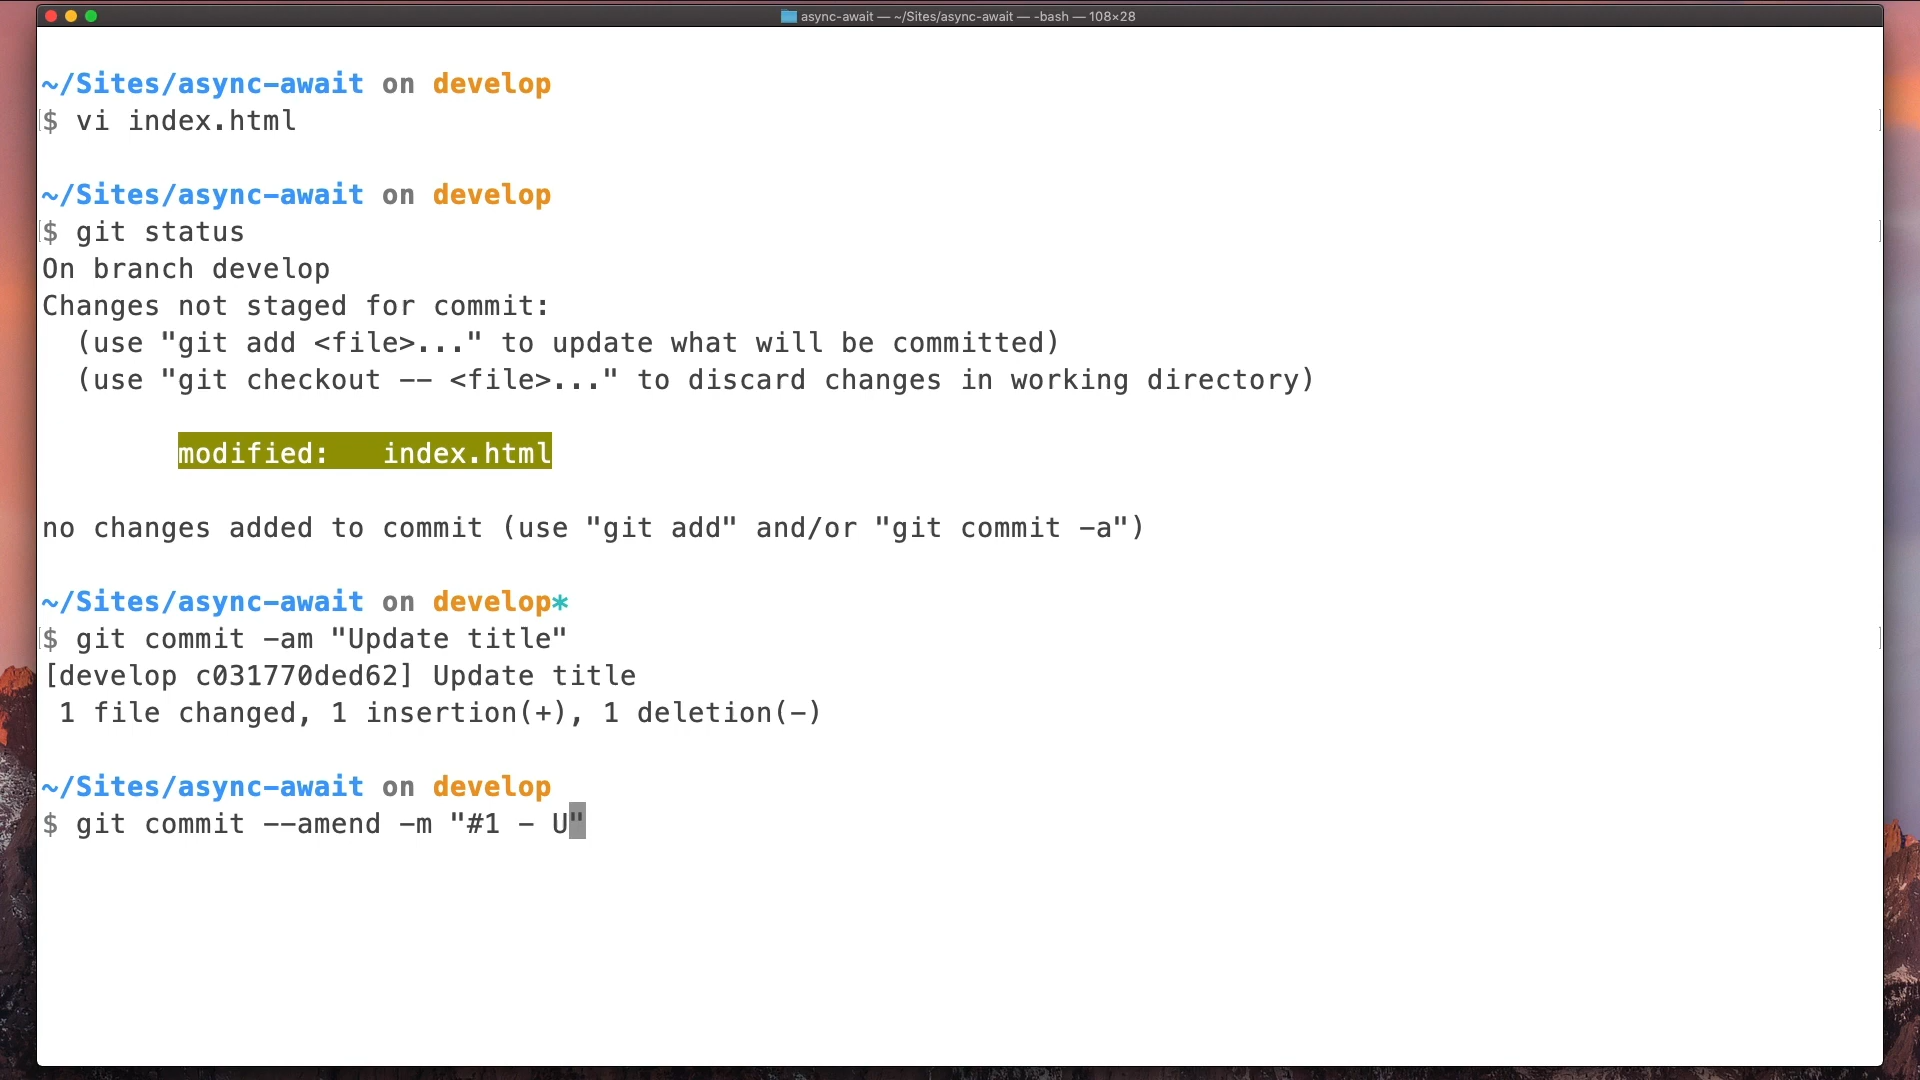 async-await — ~/Sites/async-await — -bash — 108×28
~/Sites/async-await on develop
$ vi index.html
~/Sites/async-await on develop
$ git status
On branch develop
Changes not staged for commit:
  (use "git add <file>..." to update what will be committed)
  (use "git checkout -- <file>..." to discard changes in working directory)
modified:   index.html
no changes added to commit (use "git add" and/or "git commit -a")
~/Sites/async-await on develop*
$ git commit -am "Update title"
[develop c031770ded62] Update title
 1 file changed, 1 insertion(+), 1 deletion(-)
~/Sites/async-await on develop
$ git commit --amend -m "#1 - U"